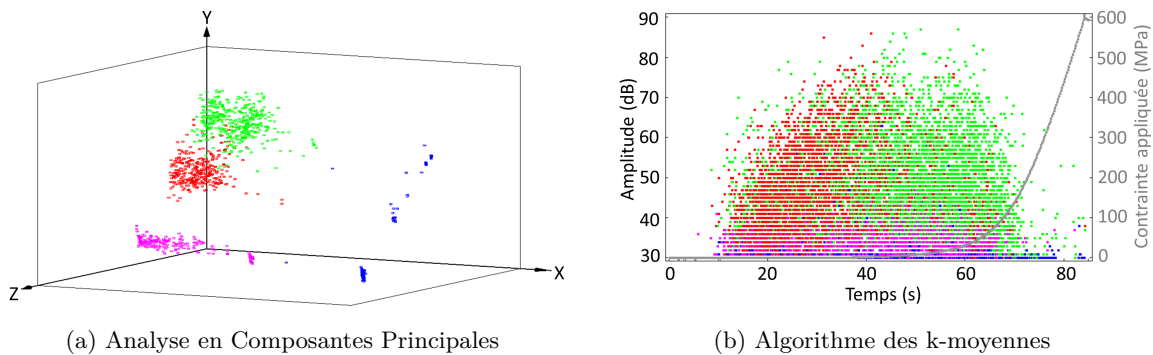 Y
X
Z
(a) Analyse en Composantes Principales
90
80
70
60
50
40
30
Amplitude (dB)
0
20
40
60
80
Temps (s)
600
500
400
300
200
100
0
Contrainte appliquée (MPa)
(b) Algorithme des k-moyennes